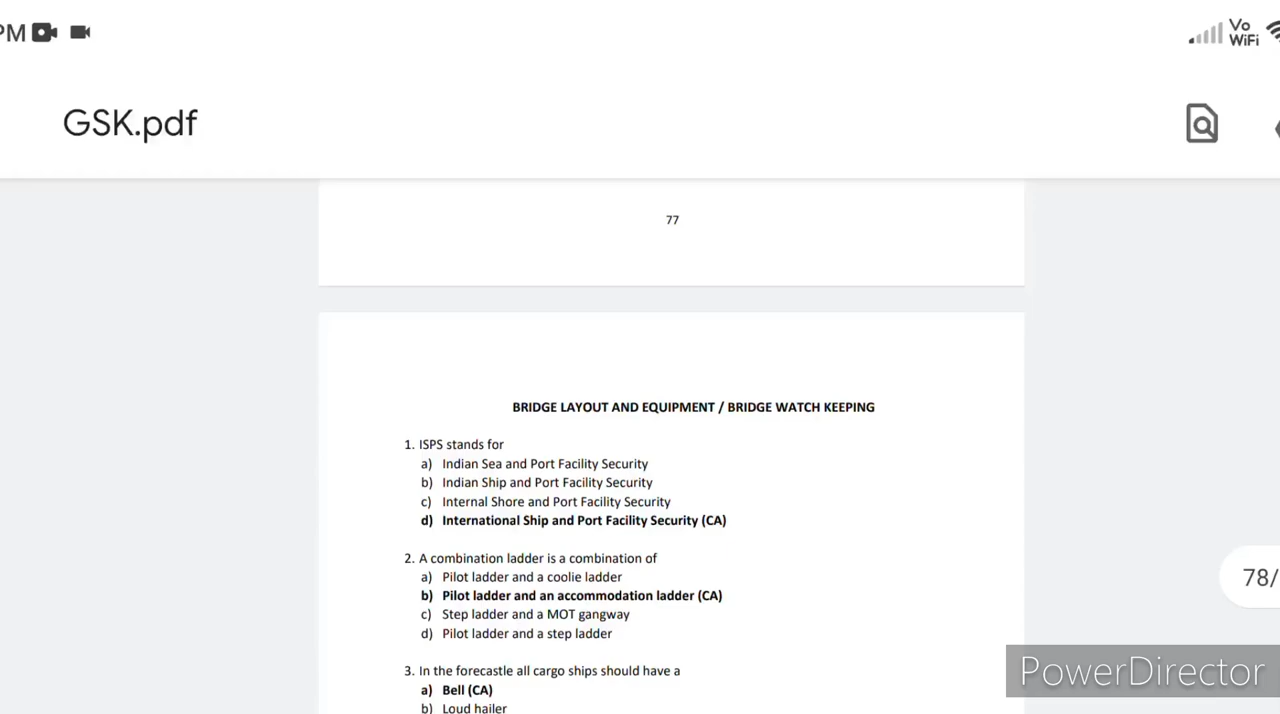 PM
Vo
WiFi
GSK.pdf
77
BRIDGE LAYOUT AND EQUIPMENT / BRIDGE WATCH KEEPING
1. ISPS stands for
a) Indian Sea and Port Facility Security
b) Indian Ship and Port Facility Security
c) Internal Shore and Port Facility Security
d) International Ship and Port Facility Security (CA)
2. A combination ladder is a combination of
a) Pilot ladder and a coolie ladder
b) Pilot ladder and an accommodation ladder (CA)
c) Step ladder and a MOT gangway
d) Pilot ladder and a step ladder
78/
3. In the forecastle all cargo ships should have a
a) Bell (CA)
b) Loud hailer
PowerDirector